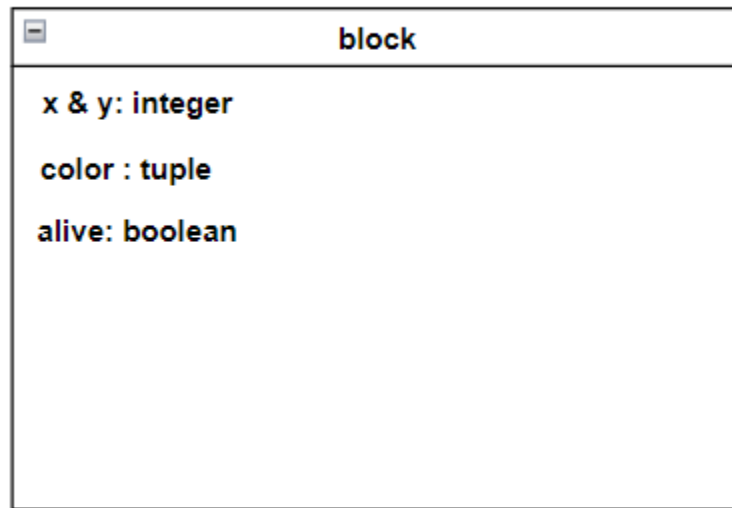 block
x & y: integer
color : tuple
alive: boolean